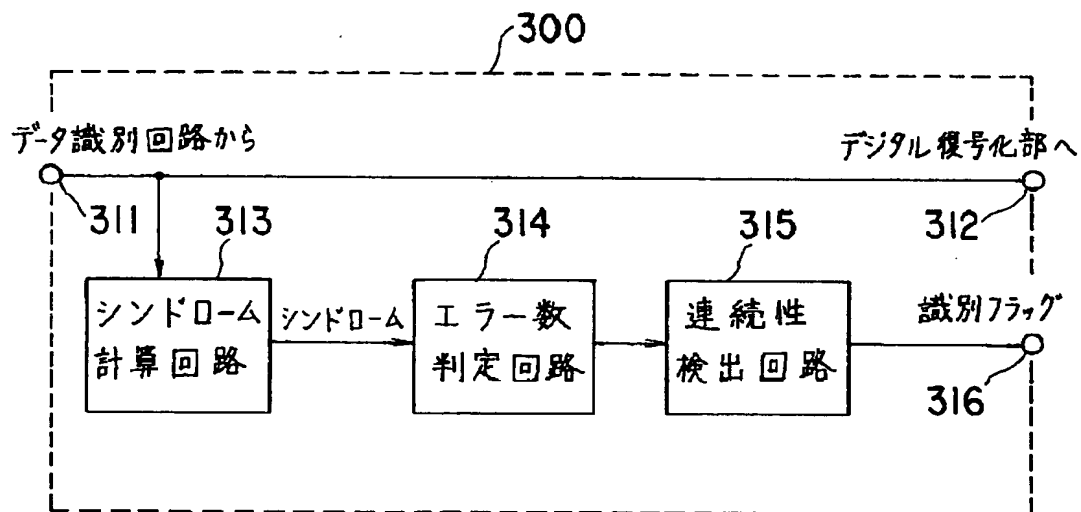 300
データ識別回路から
デジタル復号化部へ
311
313
314
315
312
シンドローム
計算回路
シンドローム
エラー数
判定回路
連続性
検出回路
識別フラッグ
316